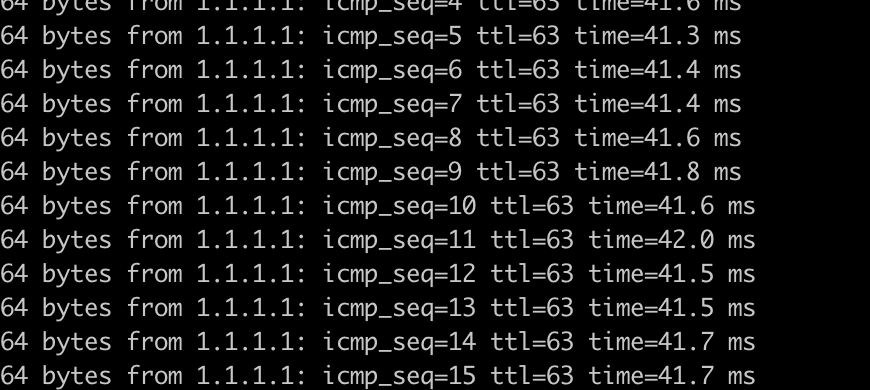 64 bytes from 1.1.1.1: icmp_seq=4 ttl=63 time=41.6 ms
64 bytes from 1.1.1.1: icmp_seq=5 ttl=63 time=41.3 ms
64 bytes from 1.1.1.1: icmp_seq=6 ttl=63 time=41.4 ms
64 bytes from 1.1.1.1: icmp_seq=7 ttl=63 time=41.4 ms
64 bytes from 1.1.1.1: icmp_seq=8 ttl=63 time=41.6 ms
64 bytes from 1.1.1.1: icmp_seq=9 ttl=63 time=41.8 ms
64 bytes from 1.1.1.1: icmp_seq=10 ttl=63 time=41.6 ms
64 bytes from 1.1.1.1: icmp_seq=11 ttl=63 time=42.0 ms
64 bytes from 1.1.1.1: icmp_seq=12 ttl=63 time=41.5 ms
64 bytes from 1.1.1.1: icmp_seq=13 ttl=63 time=41.5 ms
64 bytes from 1.1.1.1: icmp_seq=14 ttl=63 time=41.7 ms
64 bytes from 1.1.1.1: icmp_seq=15 ttl=63 time=41.7 ms